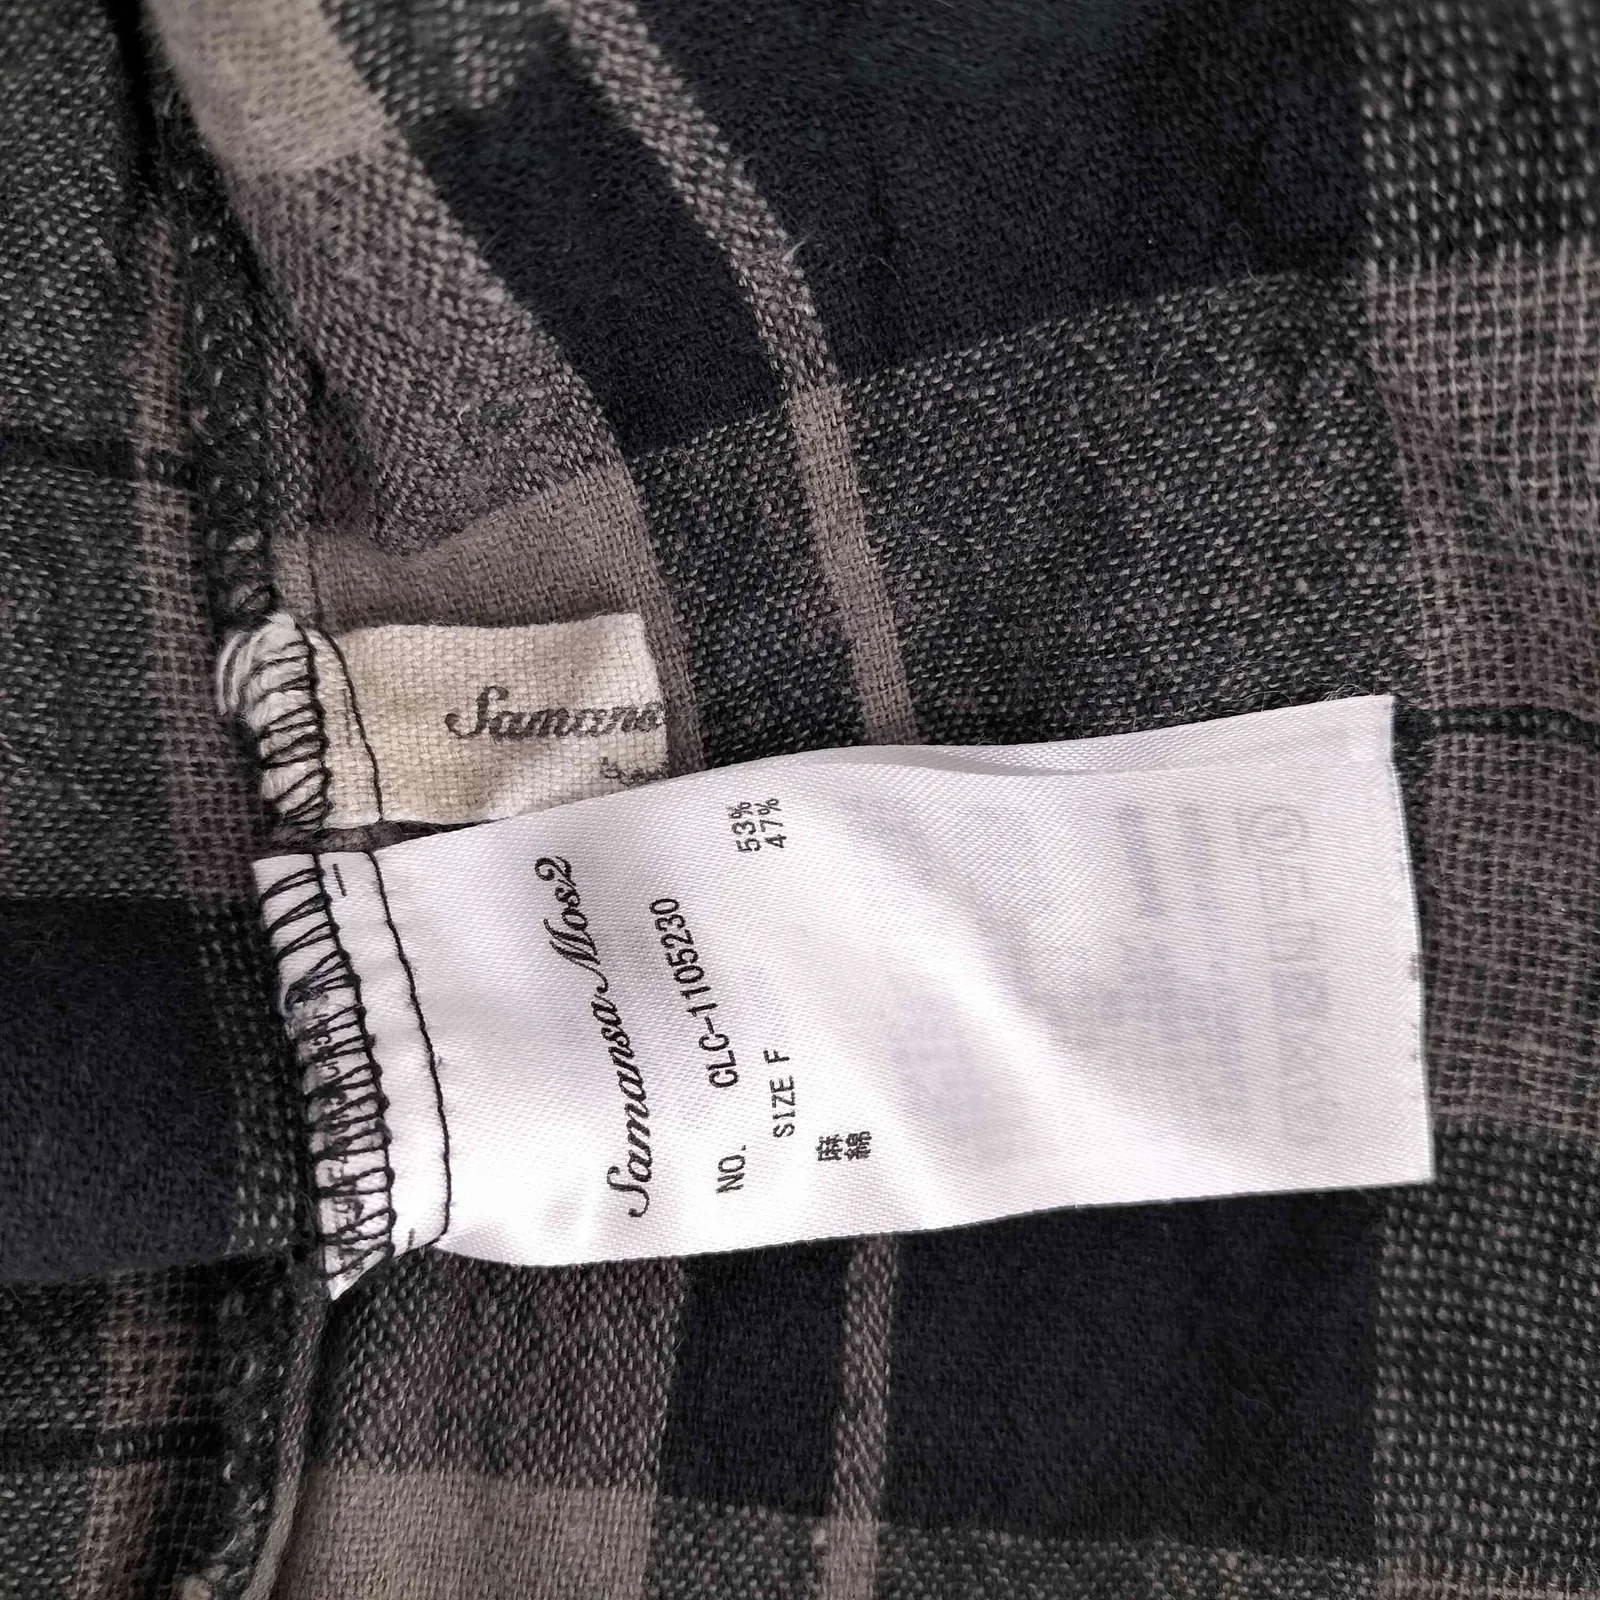 Samansa
Samansa Mos2
NO. CLC-1105230
SIZE F
麻 53%
綿 47%